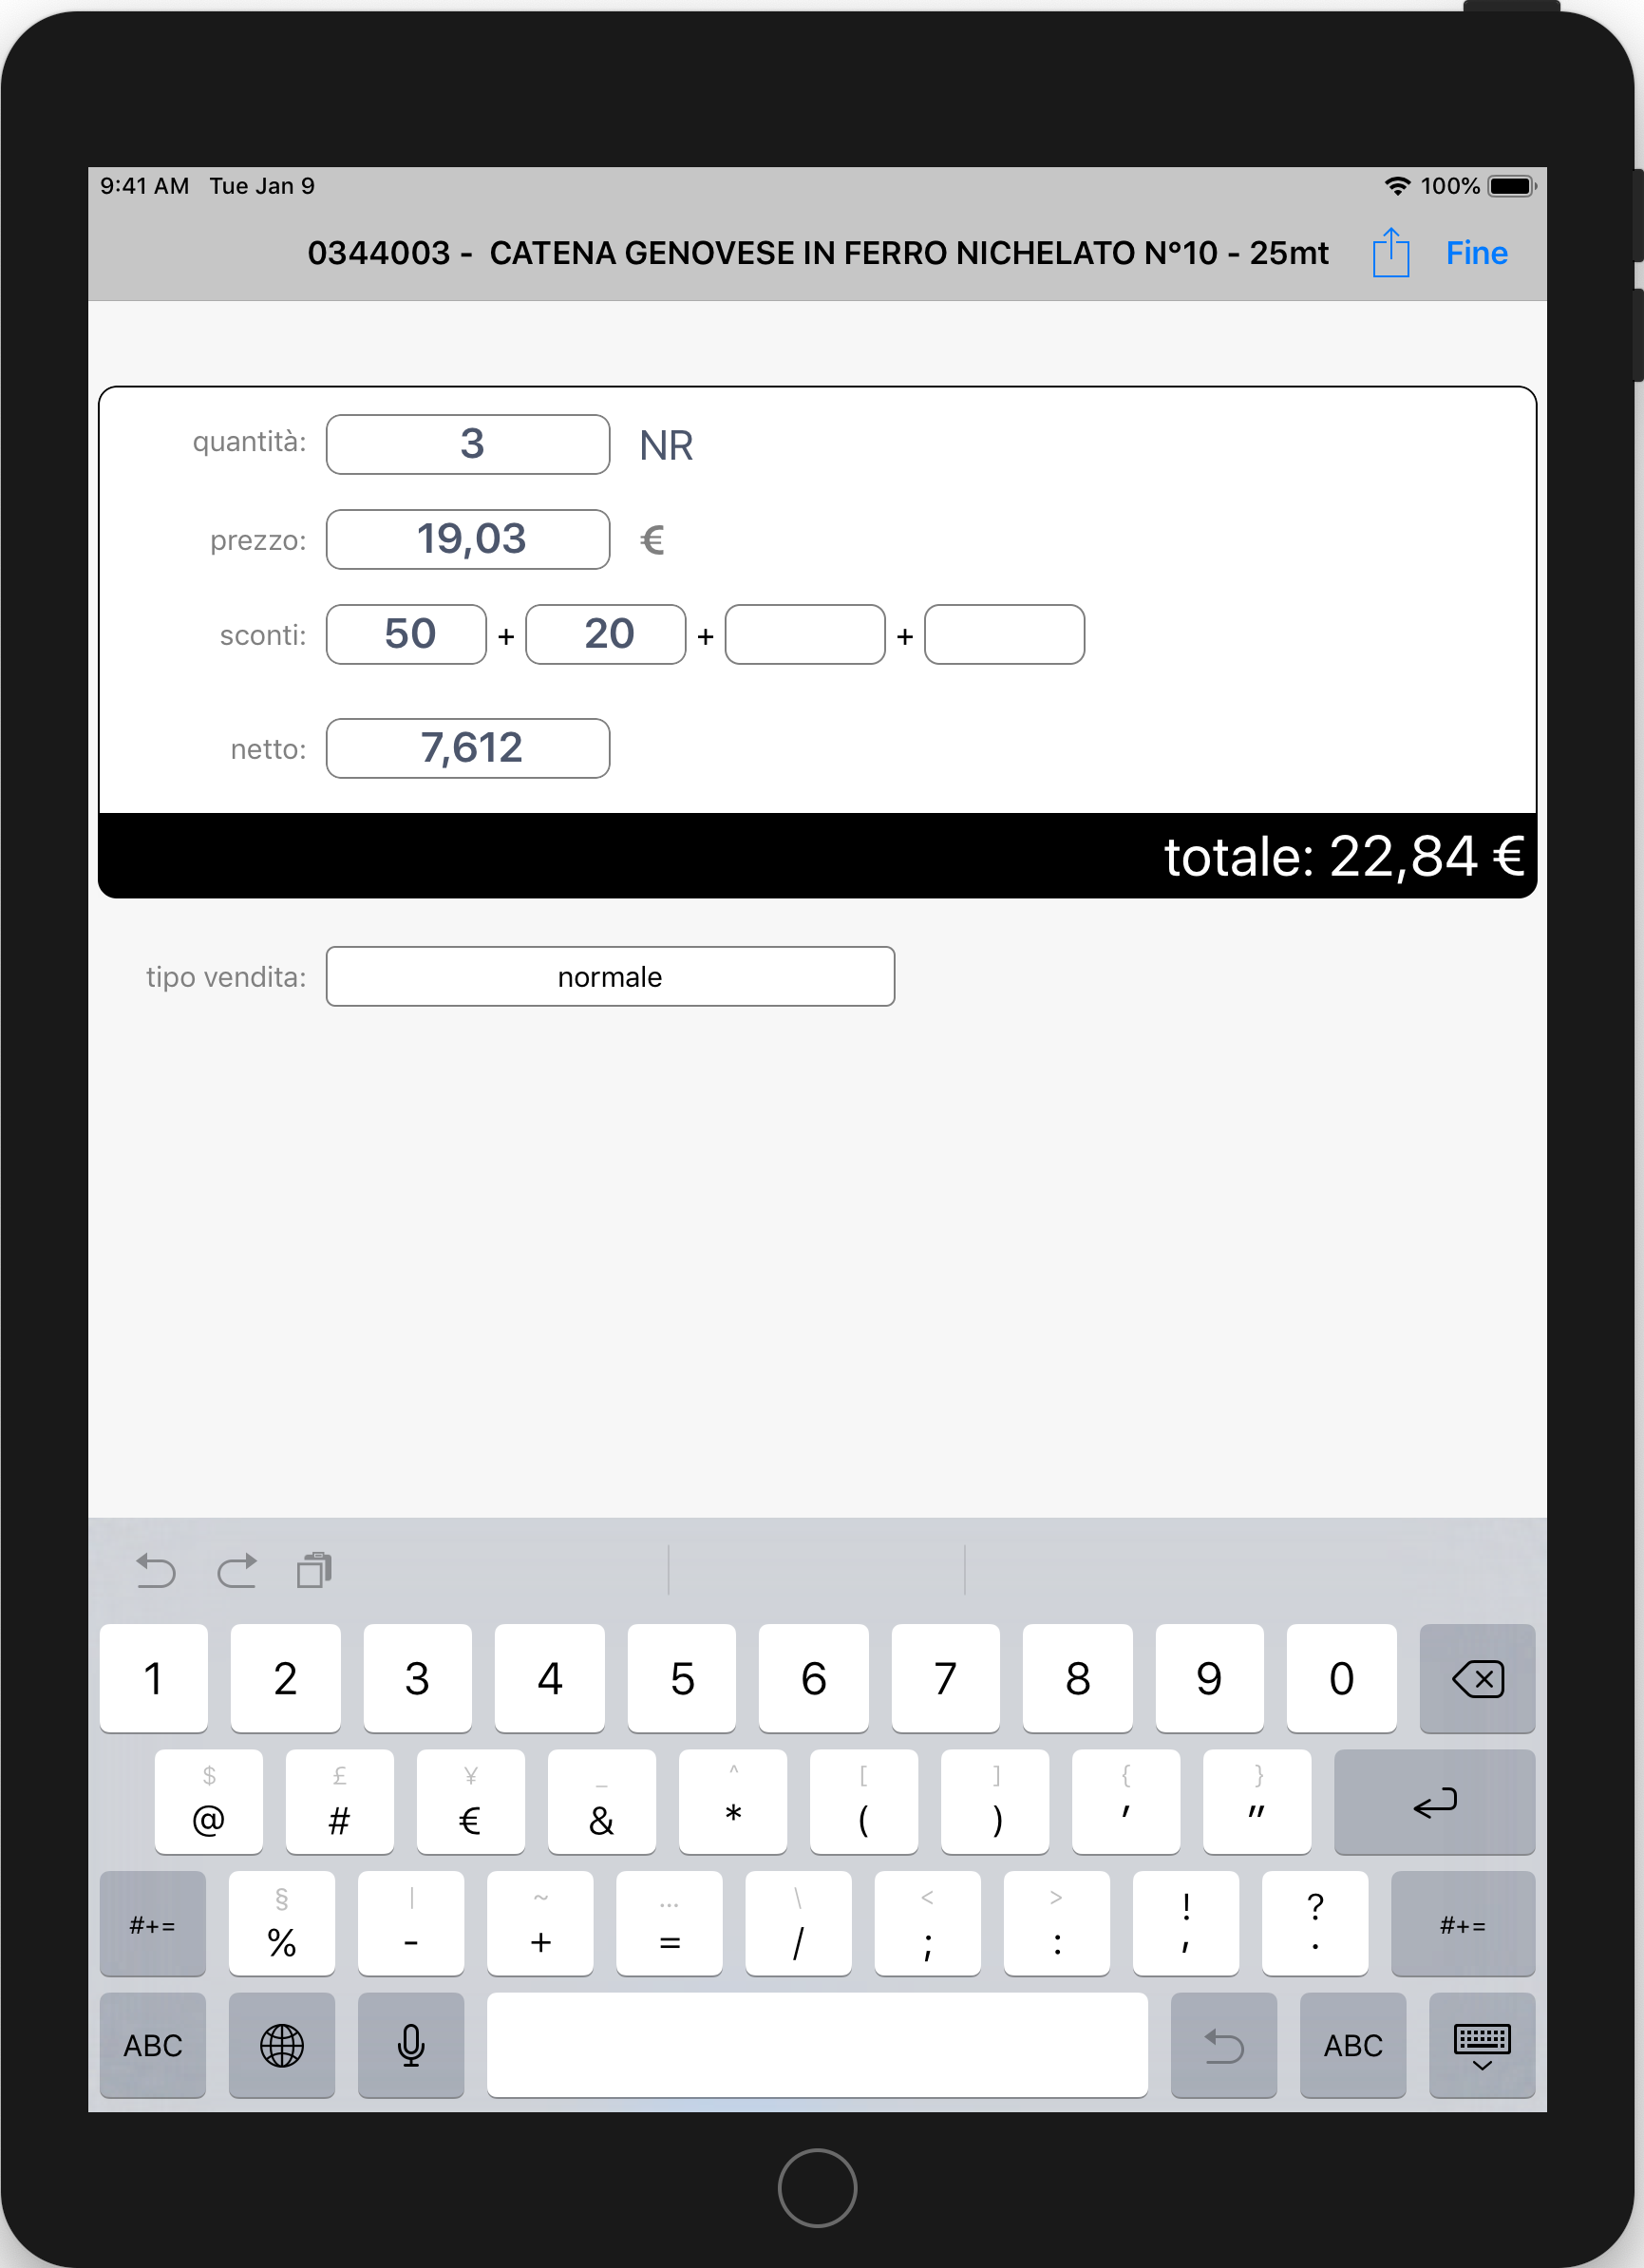 9:41 AM Tue Jan 9 100%
0344003 - CATENA GENOVESE IN FERRO NICHELATO N°10 - 25mt Fine
quantità: 3 NR
prezzo: 19,03 €
sconti: 50 + 20 + +
netto: 7,612
totale: 22,84 €
tipo vendita: normale
1 2 3 4 5 6 7 8 9 0
$ £ ¥ _ ^ [ ] { }
@ # € & * ( ) ' "
§ | ~ … \ < > ! ?
#+= % - + = / ; : , . #+=
ABC ABC